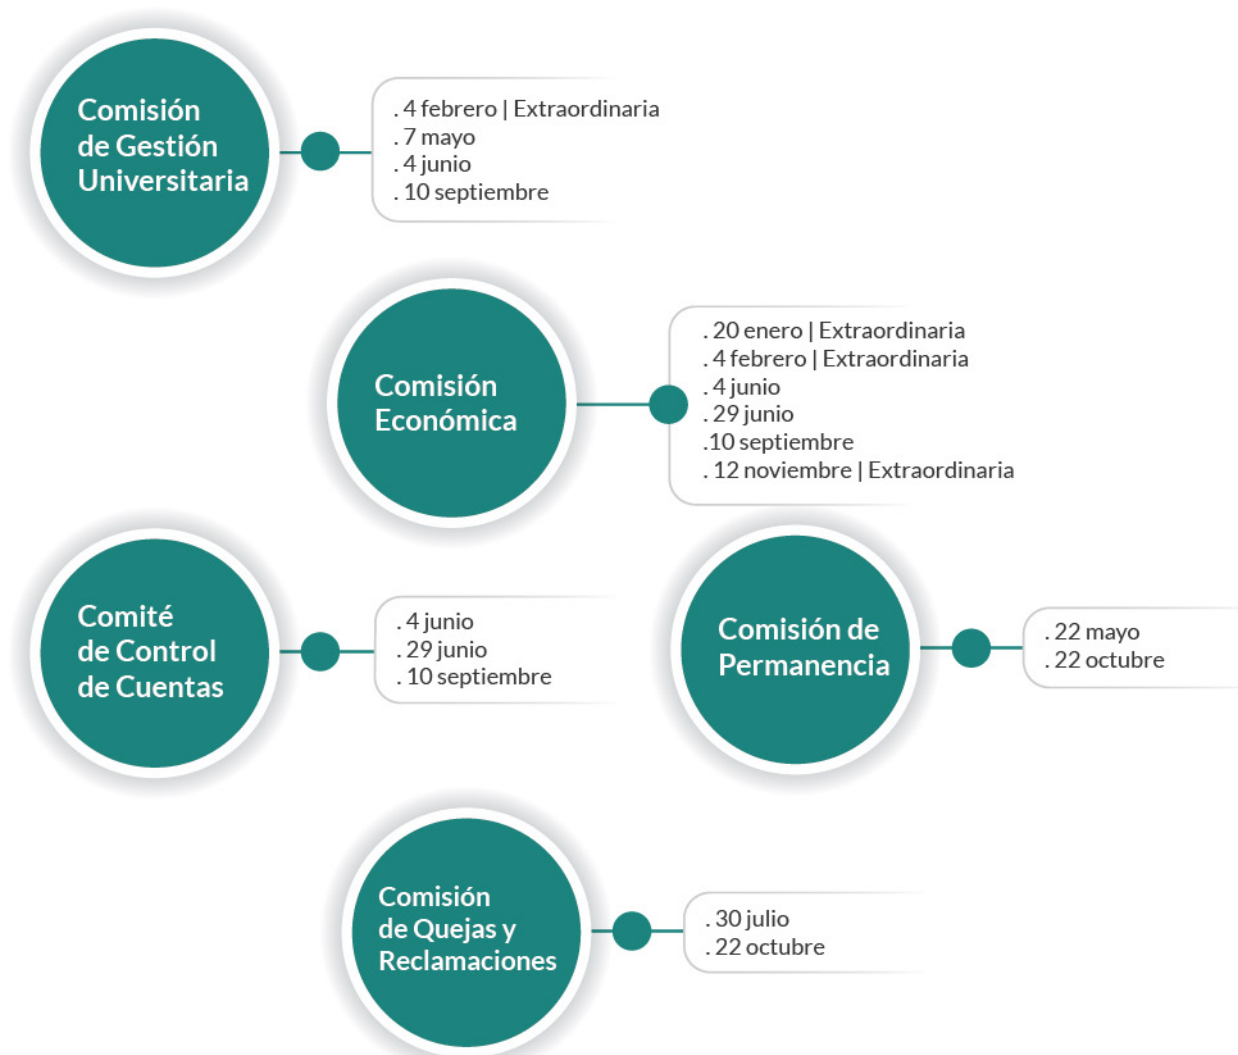 Comisión
de Gestión
Universitaria
. 4 febrero | Extraordinaria
. 7 mayo
. 4 junio
. 10 septiembre
Comisión
Económica
. 20 enero | Extraordinaria
. 4 febrero | Extraordinaria
. 4 junio
. 29 junio
.10 septiembre
. 12 noviembre | Extraordinaria
Comité
de Control
de Cuentas
. 4 junio
. 29 junio
. 10 septiembre
Comisión de
Permanencia
. 22 mayo
. 22 octubre
Comisión
de Quejas y
Reclamaciones
. 30 julio
. 22 octubre